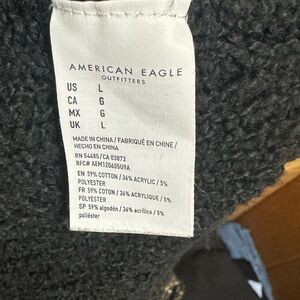 AMERICAN EAGLE
OUTFITTERS
US L
CA G
MX G
UK L
MADE IN CHINA / FABRIQUÉ EN CHINE /
HECHO EN CHINA
RN 54485/CA 03873
RFC# AEM1206051J9A
EN 59% COTTON / 36% ACRYLIC / 5%
POLYESTER
FR 59% COTON / 36% ACRYLIQUE / 5%
POLYESTER
SP 59% algodón / 36% acrílico / 5%
poliéster